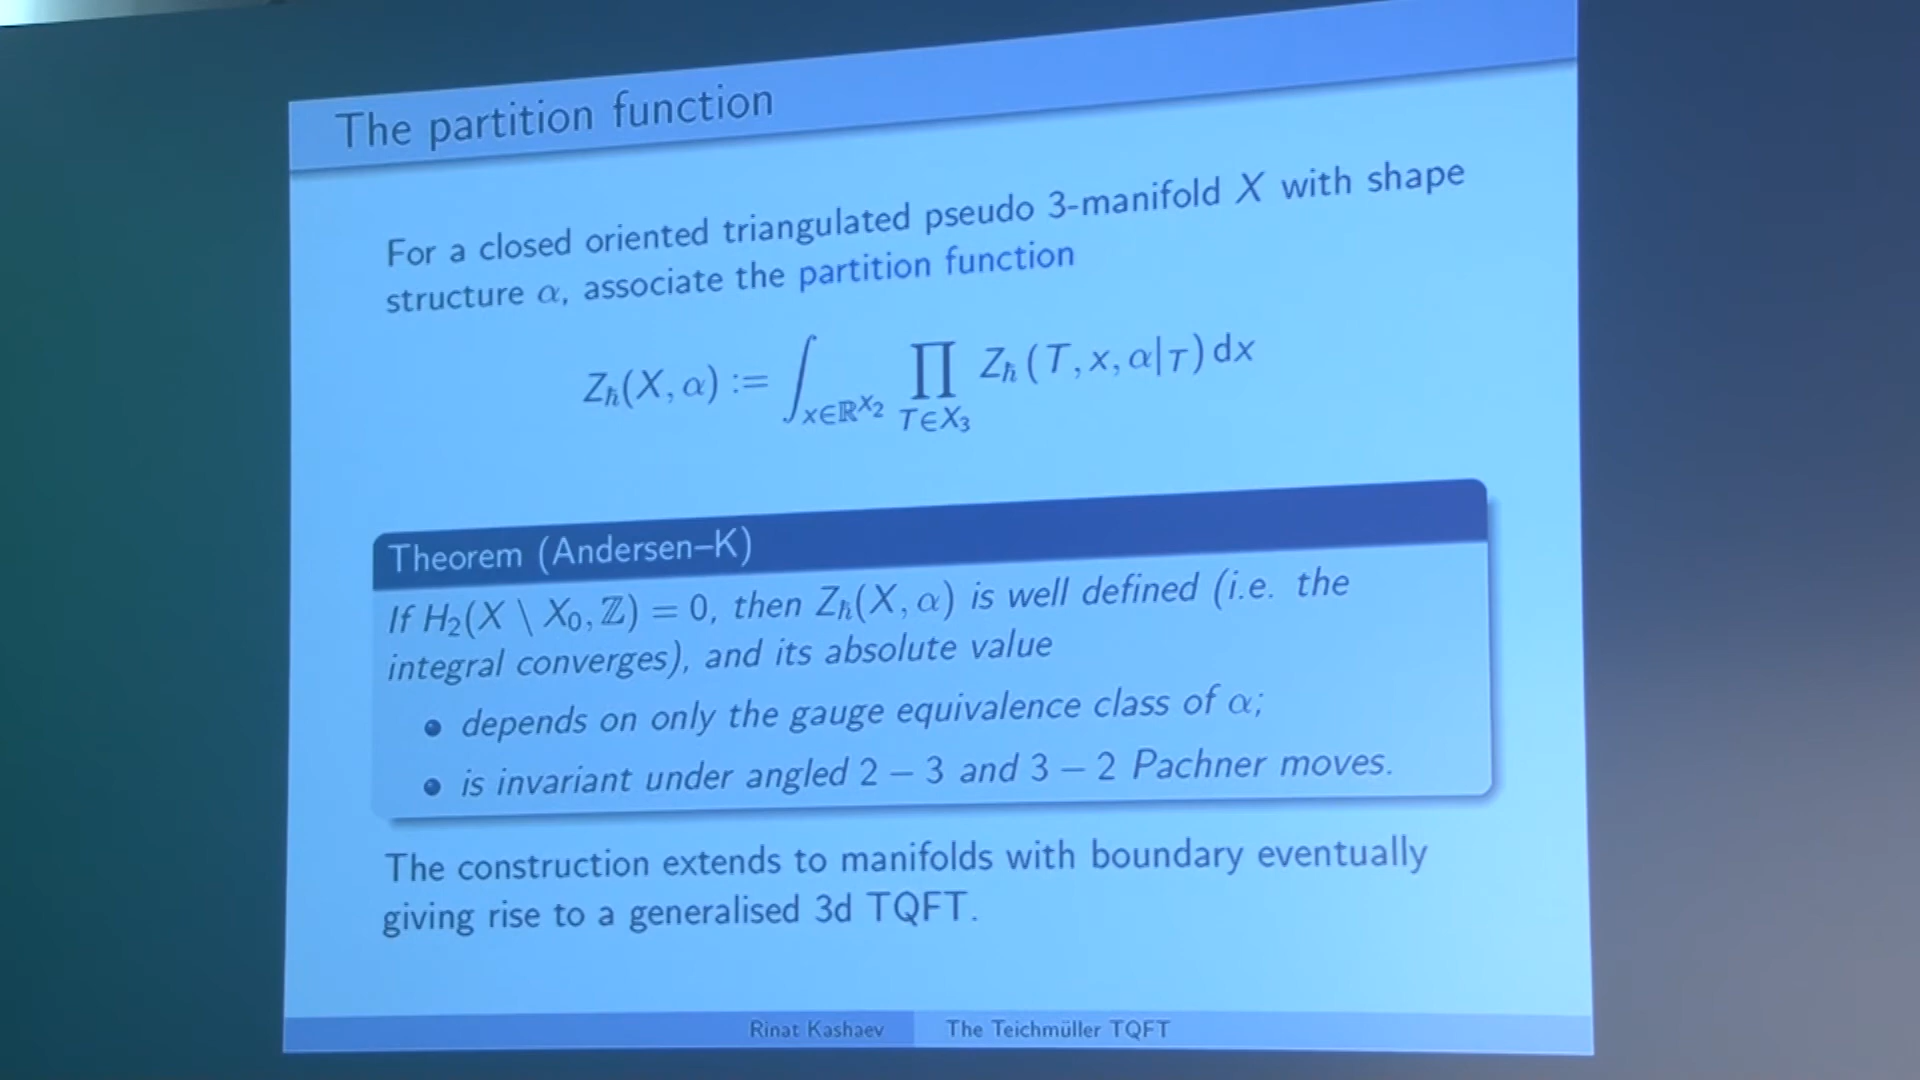 The partition function
For a closed oriented triangulated pseudo 3-manifold X with shape
structure α, associate the partition function
Zℏ(X, α) := ∫x∈ℝ^X₂ ∏T∈X₃ Zℏ(T, x, α|T) dx
Theorem (Andersen–K)
If H₂(X \ X₀, ℤ) = 0, then Zℏ(X, α) is well defined (i.e. the
integral converges), and its absolute value
• depends on only the gauge equivalence class of α;
• is invariant under angled 2 – 3 and 3 – 2 Pachner moves.
The construction extends to manifolds with boundary eventually
giving rise to a generalised 3d TQFT.
Rinat Kashaev The Teichmüller TQFT